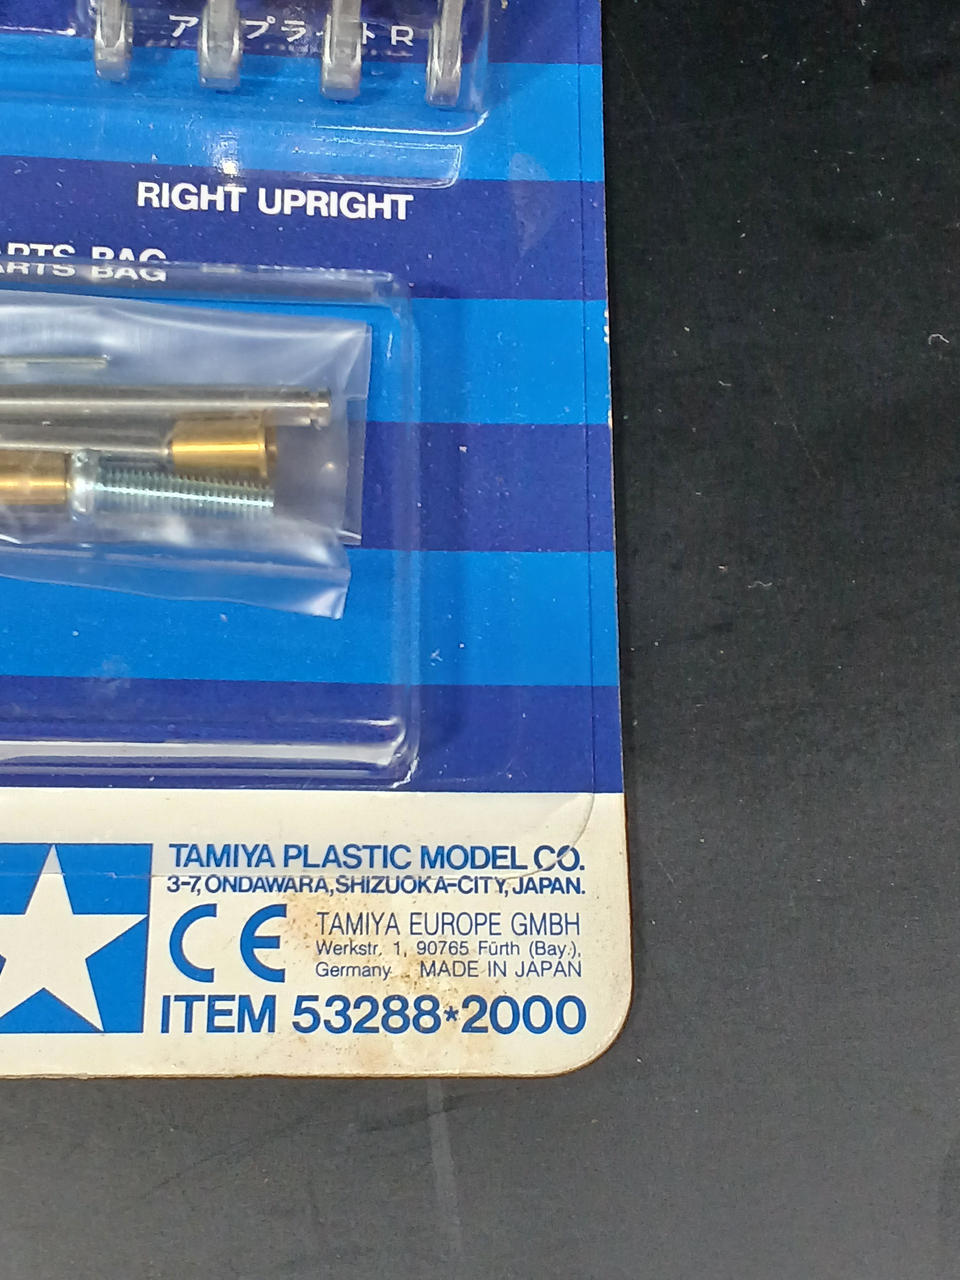 アップライトR
RIGHT UPRIGHT
PARTS BAG
TAMIYA PLASTIC MODEL CO.
3-7, ONDAWARA, SHIZUOKA-CITY, JAPAN.
CE TAMIYA EUROPE GMBH
Werkstr. 1, 90765 Fürth (Bay.),
Germany MADE IN JAPAN
ITEM 53288*2000